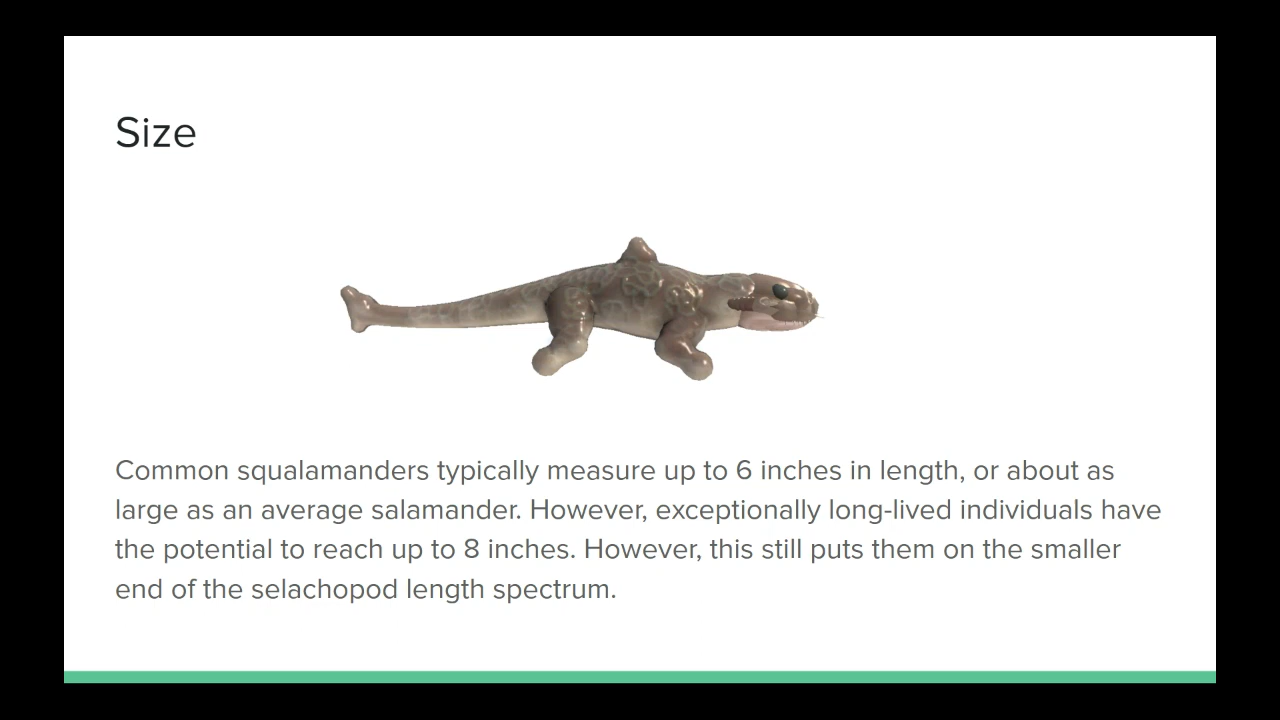 Size
Common squalamanders typically measure up to 6 inches in length, or about as
large as an average salamander. However, exceptionally long-lived individuals have
the potential to reach up to 8 inches. However, this still puts them on the smaller
end of the selachopod length spectrum.